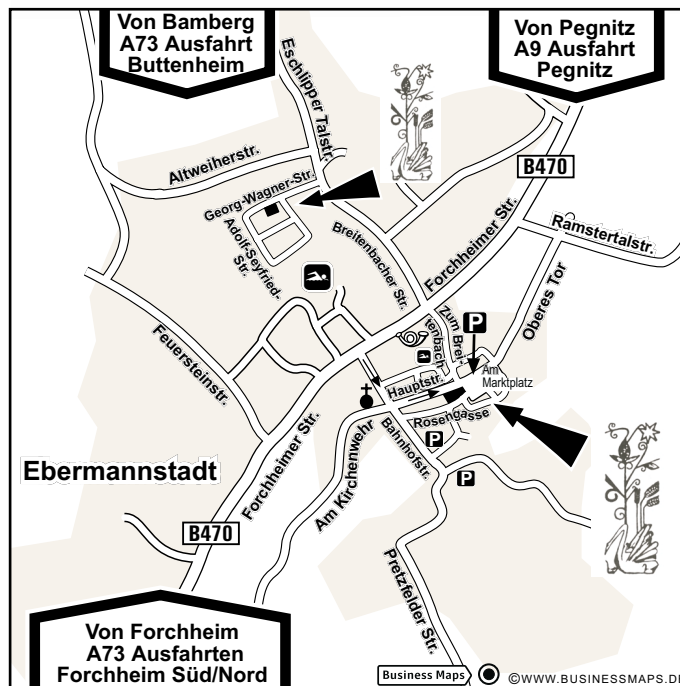 Von Bamberg
A73 Ausfahrt
Buttenheim
Von Pegnitz
A9 Ausfahrt
Pegnitz
Eschlipper Talstr.
Altweiherstr.
B470
Georg-Wagner-Str.
Adolf-Seyfried-
Str.
Breitenbacher Str.
Forchheimer Str.
Ramstertalstr.
Oberes Tor
Feuersteinstr.
Zum Brei-
tenbach
P
Am
Marktplatz
Hauptstr.
Rosengasse
P
Bahnhofstr.
P
Am Kirchenwehr
Forchheimer Str.
Ebermannstadt
B470
Pretzfelder Str.
Von Forchheim
A73 Ausfahrten
Forchheim Süd/Nord
Business Maps
©WWW.BUSINESSMAPS.DE